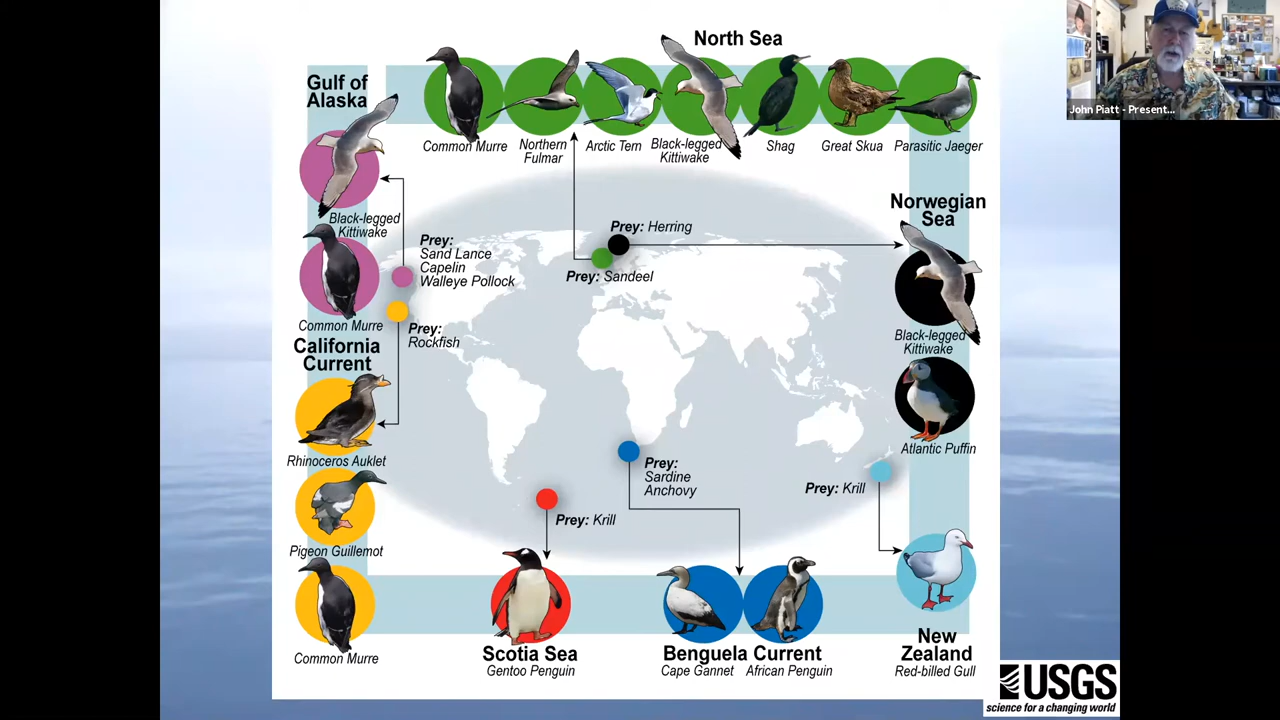 North Sea
Gulf of
Alaska
Common Murre
Northern
Fulmar
Arctic Tern
Black-legged
Kittiwake
Shag
Great Skua
Parasitic Jaeger
John Piatt - Present...
Black-legged
Kittiwake
Common Murre
Prey:
Sand Lance
Capelin
Walleye Pollock
Prey: Herring
Prey: Sandeel
Norwegian
Sea
Black-legged
Kittiwake
Atlantic Puffin
California
Current
Prey:
Rockfish
Rhinoceros Auklet
Pigeon Guillemot
Common Murre
Prey: Krill
Prey:
Sardine
Anchovy
Prey: Krill
Scotia Sea
Gentoo Penguin
Benguela Current
Cape Gannet
African Penguin
New
Zealand
Red-billed Gull
USGS
science for a changing world